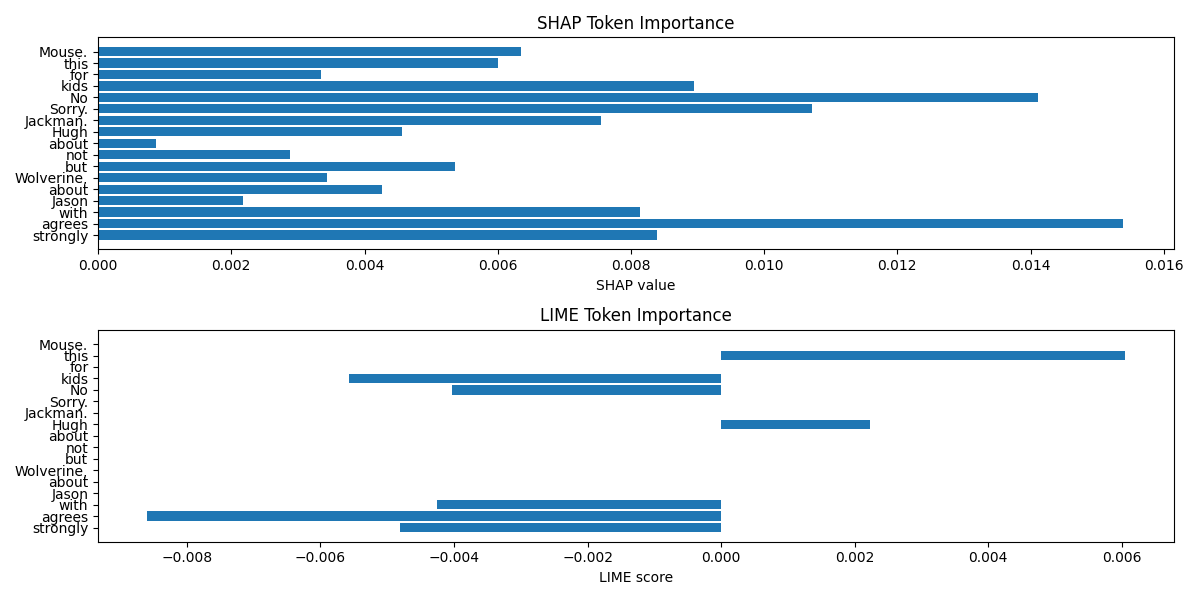 SHAP Token Importance
Mouse.
this
for
kids
No
Sorry.
Jackman.
Hugh
about
not
but
Wolverine,
about
Jason
with
agrees
strongly
0.000 0.002 0.004 0.006 0.008 0.010 0.012 0.014 0.016
SHAP value
LIME Token Importance
Mouse.
this
for
kids
No
Sorry.
Jackman.
Hugh
about
not
but
Wolverine,
about
Jason
with
agrees
strongly
−0.008 −0.006 −0.004 −0.002 0.000 0.002 0.004 0.006
LIME score